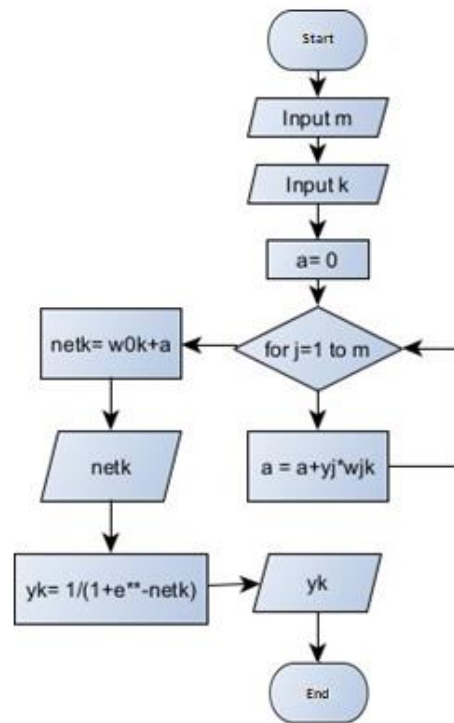 Start
Input m
Input k
a= 0
for j=1 to m
a = a+yj*wjk
netk= w0k+a
netk
yk= 1/(1+e**-netk)
yk
End